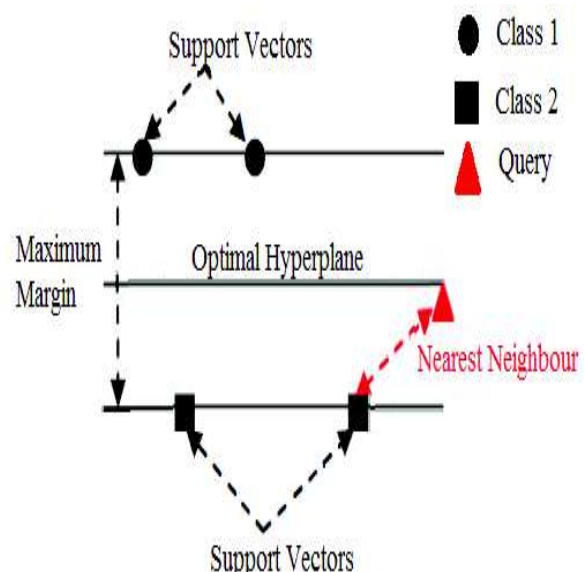 Support Vectors
Class 1
Class 2
Query
Maximum
Margin
Optimal Hyperplane
Nearest Neighbour
Support Vectors